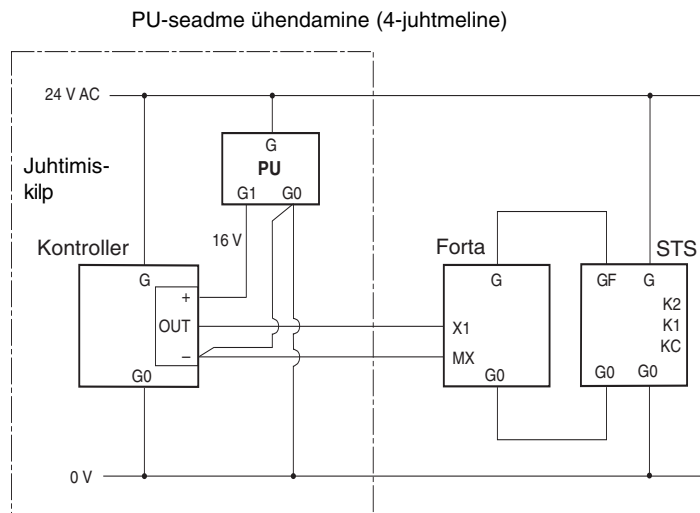 PU-seadme ühendamine (4-juhtmeline)
24 V AC
G
PU
G1 G0
Juhtimis-
kilp
16 V
Kontroller
G
+
OUT
–
G0
Forta
G
X1
MX
G0
STS
GF G
K2
K1
KC
G0 G0
0 V